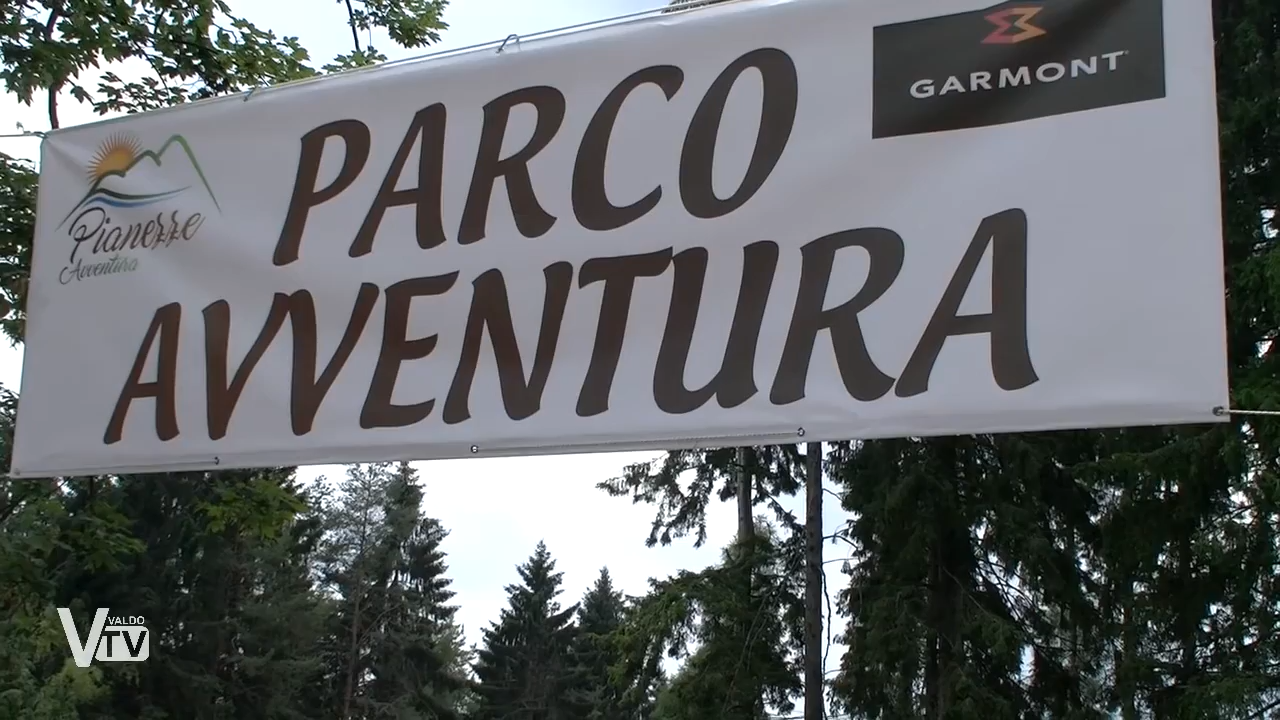 GARMONT
PARCO
Pianezze
Avventura
AVVENTURA
VALDO
VTV